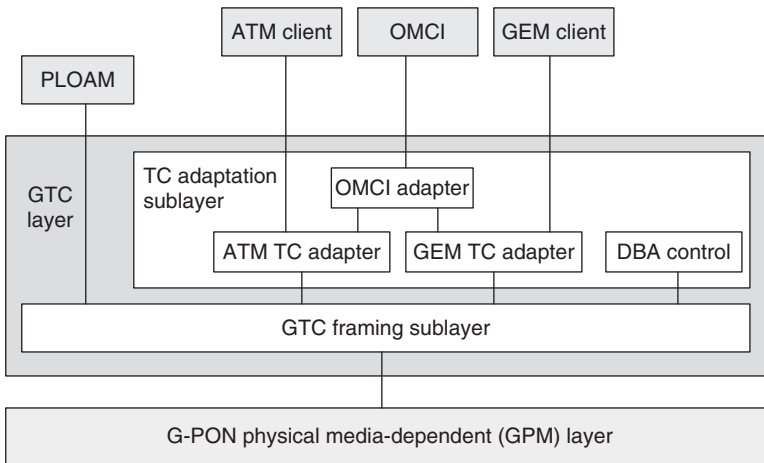 ATM client
OMCI
GEM client
PLOAM
GTC
layer
TC adaptation
sublayer
OMCI adapter
ATM TC adapter
GEM TC adapter
DBA control
GTC framing sublayer
G-PON physical media-dependent (GPM) layer